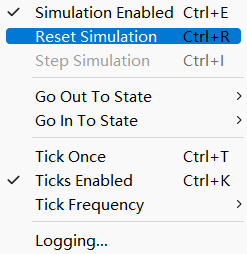 Simulation Enabled Ctrl+E
Reset Simulation Ctrl+R
Step Simulation Ctrl+I
Go Out To State
Go In To State
Tick Once Ctrl+T
Ticks Enabled Ctrl+K
Tick Frequency
Logging...